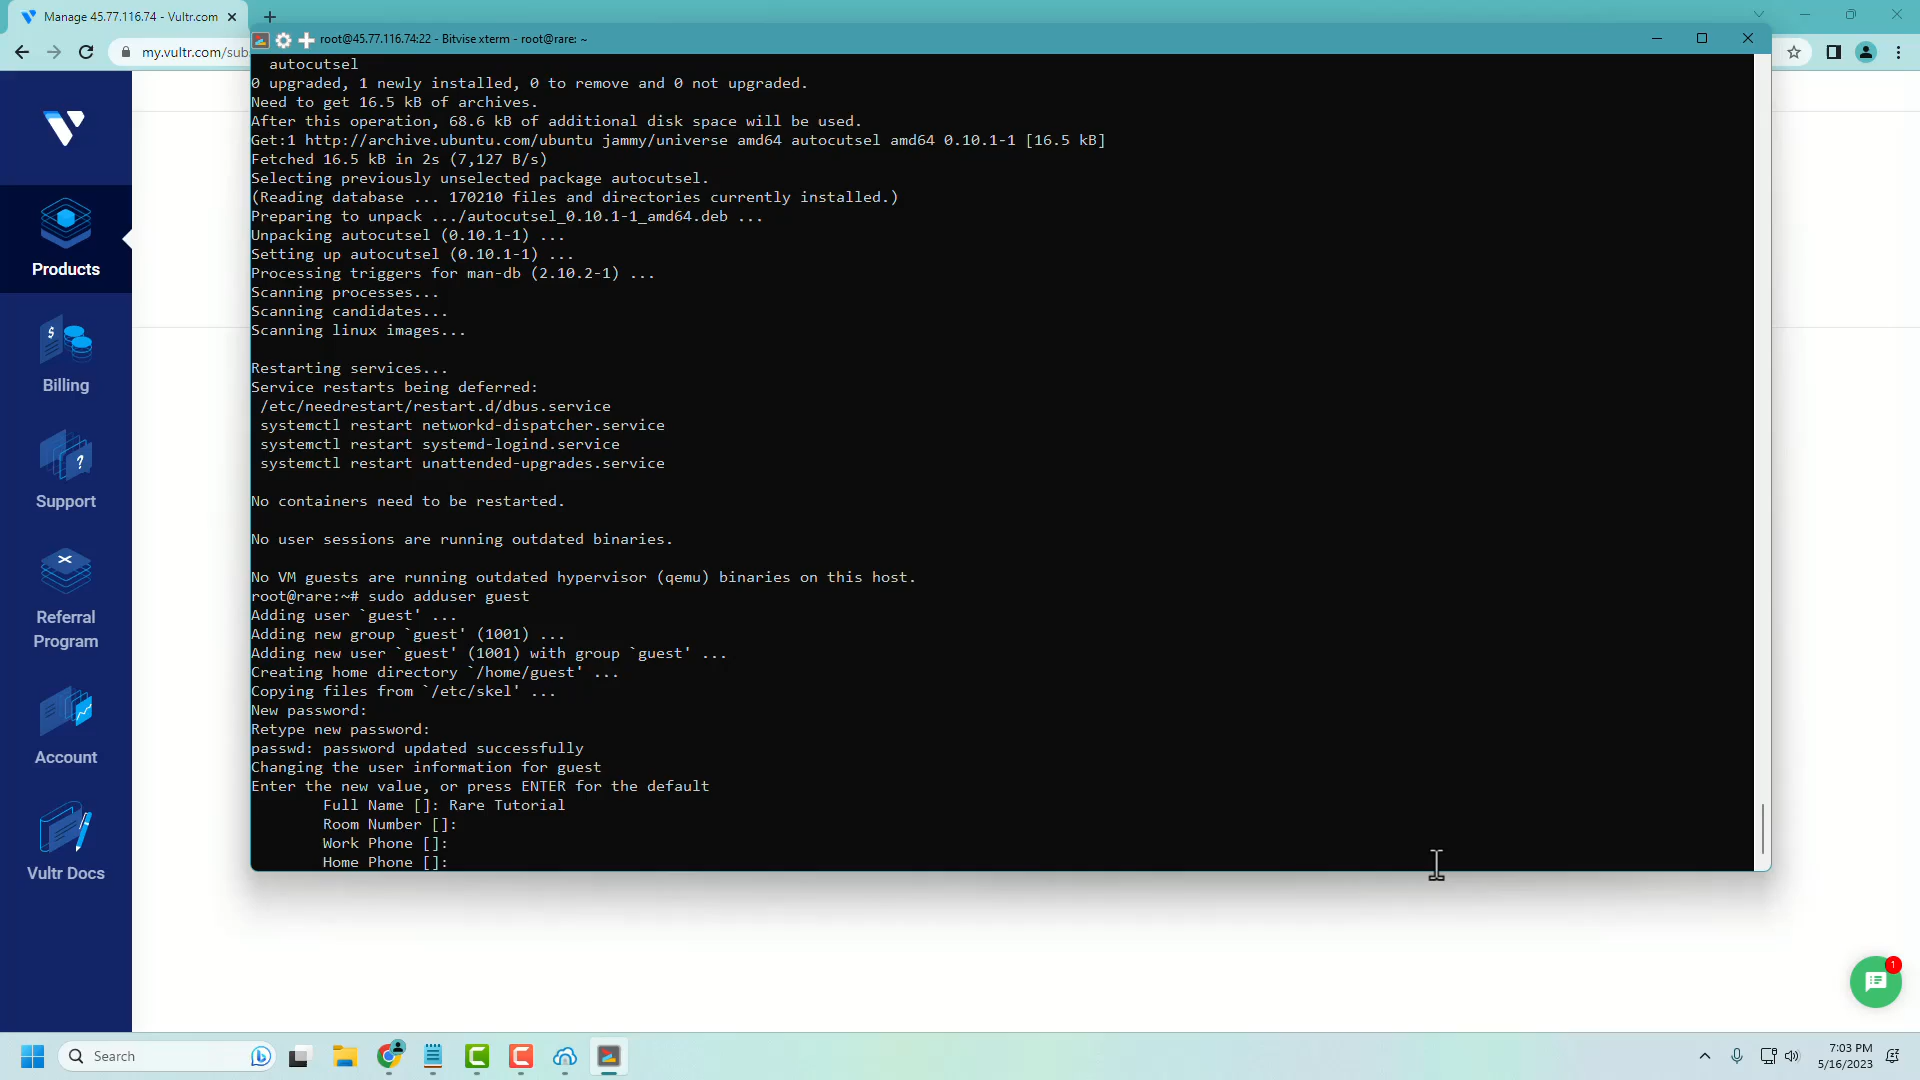 Manage 45.77.116.74 - Vultr.com
my.vultr.com/sub
root@45.77.116.74:22 - Bitvise xterm - root@rare: ~
Products
$
Billing
?
Support
Referral
Program
Account
Vultr Docs
autocutsel
0 upgraded, 1 newly installed, 0 to remove and 0 not upgraded.
Need to get 16.5 kB of archives.
After this operation, 68.6 kB of additional disk space will be used.
Get:1 http://archive.ubuntu.com/ubuntu jammy/universe amd64 autocutsel amd64 0.10.1-1 [16.5 kB]
Fetched 16.5 kB in 2s (7,127 B/s)
Selecting previously unselected package autocutsel.
(Reading database ... 170210 files and directories currently installed.)
Preparing to unpack .../autocutsel_0.10.1-1_amd64.deb ...
Unpacking autocutsel (0.10.1-1) ...
Setting up autocutsel (0.10.1-1) ...
Processing triggers for man-db (2.10.2-1) ...
Scanning processes...
Scanning candidates...
Scanning linux images...
Restarting services...
Service restarts being deferred:
/etc/needrestart/restart.d/dbus.service
systemctl restart networkd-dispatcher.service
systemctl restart systemd-logind.service
systemctl restart unattended-upgrades.service
No containers need to be restarted.
No user sessions are running outdated binaries.
No VM guests are running outdated hypervisor (qemu) binaries on this host.
root@rare:~# sudo adduser guest
Adding user `guest' ...
Adding new group `guest' (1001) ...
Adding new user `guest' (1001) with group `guest' ...
Creating home directory `/home/guest' ...
Copying files from `/etc/skel' ...
New password:
Retype new password:
passwd: password updated successfully
Changing the user information for guest
Enter the new value, or press ENTER for the default
Full Name []: Rare Tutorial
Room Number []:
Work Phone []:
Home Phone []:
1
Search
7:03 PM
5/16/2023